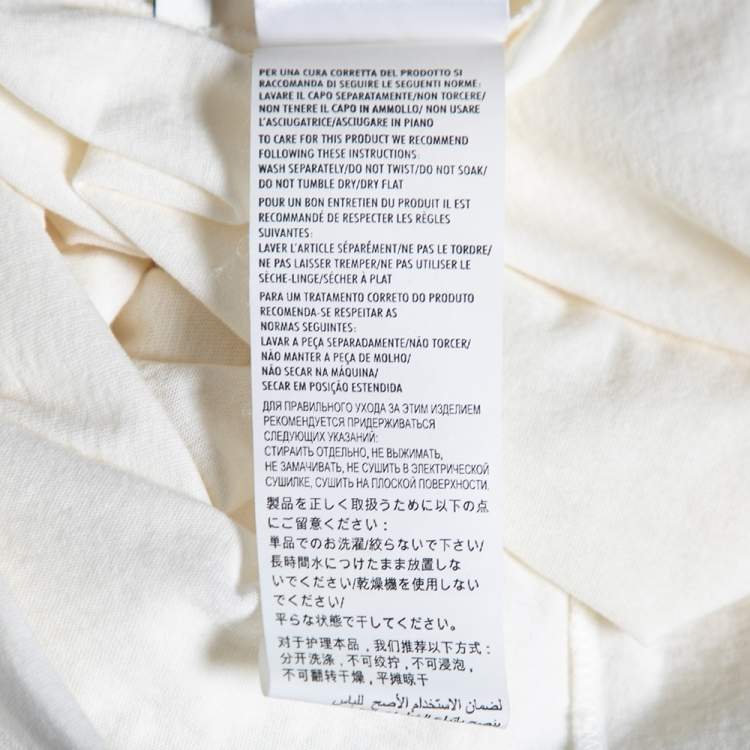 PER UNA CURA CORRETTA DEL PRODOTTO SI
RACCOMANDA DI SEGUIRE LE SEGUENTI NORME:
LAVARE IL CAPO SEPARATAMENTE/NON TORCERE/
NON TENERE IL CAPO IN AMMOLLO/ NON USARE
L'ASCIUGATRICE/ASCIUGARE IN PIANO
TO CARE FOR THIS PRODUCT WE RECOMMEND
FOLLOWING THESE INSTRUCTIONS:
WASH SEPARATELY/DO NOT TWIST/DO NOT SOAK/
DO NOT TUMBLE DRY/DRY FLAT
POUR UN BON ENTRETIEN DU PRODUIT IL EST
RECOMMANDÉ DE RESPECTER LES RÈGLES
SUIVANTES:
LAVER L'ARTICLE SÉPARÉMENT/NE PAS LE TORDRE/
NE PAS LAISSER TREMPER/NE PAS UTILISER LE
SÈCHE-LINGE/SÉCHER À PLAT
PARA UM TRATAMENTO CORRETO DO PRODUTO
RECOMENDA-SE RESPEITAR AS
NORMAS SEGUINTES:
LAVAR A PEÇA SEPARADAMENTE/NÃO TORCER/
NÃO MANTER A PEÇA DE MOLHO/
NÃO SECAR NA MÁQUINA/
SECAR EM POSIÇÃO ESTENDIDA
ДЛЯ ПРАВИЛЬНОГО УХОДА ЗА ЭТИМ ИЗДЕЛИЕМ
РЕКОМЕНДУЕТСЯ ПРИДЕРЖИВАТЬСЯ
СЛЕДУЮЩИХ УКАЗАНИЙ:
СТИРАТЬ ОТДЕЛЬНО, НЕ ВЫЖИМАТЬ,
НЕ ЗАМАЧИВАТЬ, НЕ СУШИТЬ В ЭЛЕКТРИЧЕСКОЙ
СУШИЛКЕ, СУШИТЬ НА ПЛОСКОЙ ПОВЕРХНОСТИ.
製品を正しく取扱うために以下の点
にご留意ください:
単品でのお洗濯/絞らないで下さい/
長時間水につけたまま放置しな
いでください/乾燥機を使用しない
でください/
平らな状態で干してください。
对于护理本品，我们推荐以下方式:
分开洗涤，不可绞拧，不可浸泡，
不可翻转干燥，平摊晾干
لضمان الاستخدام الأصح للباس